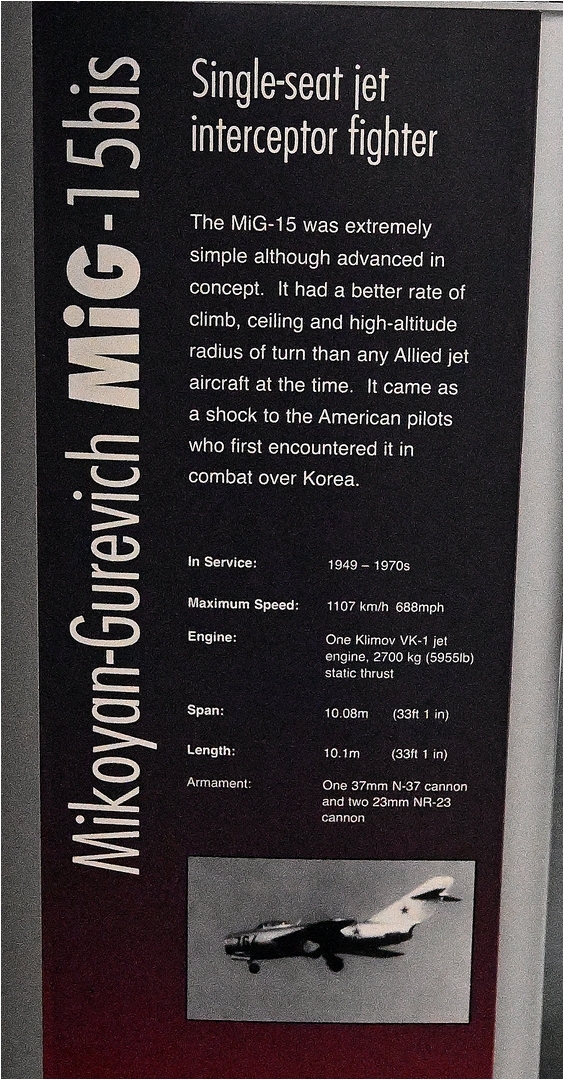 Mikoyan-Gurevich MiG-15bis
Single-seat jet
interceptor fighter
The MiG-15 was extremely
simple although advanced in
concept. It had a better rate of
climb, ceiling and high-altitude
radius of turn than any Allied jet
aircraft at the time. It came as
a shock to the American pilots
who first encountered it in
combat over Korea.
In Service: 1949 – 1970s
Maximum Speed: 1107 km/h 688mph
Engine: One Klimov VK-1 jet
engine, 2700 kg (5955lb)
static thrust
Span: 10.08m (33ft 1 in)
Length: 10.1m (33ft 1 in)
Armament: One 37mm N-37 cannon
and two 23mm NR-23
cannon